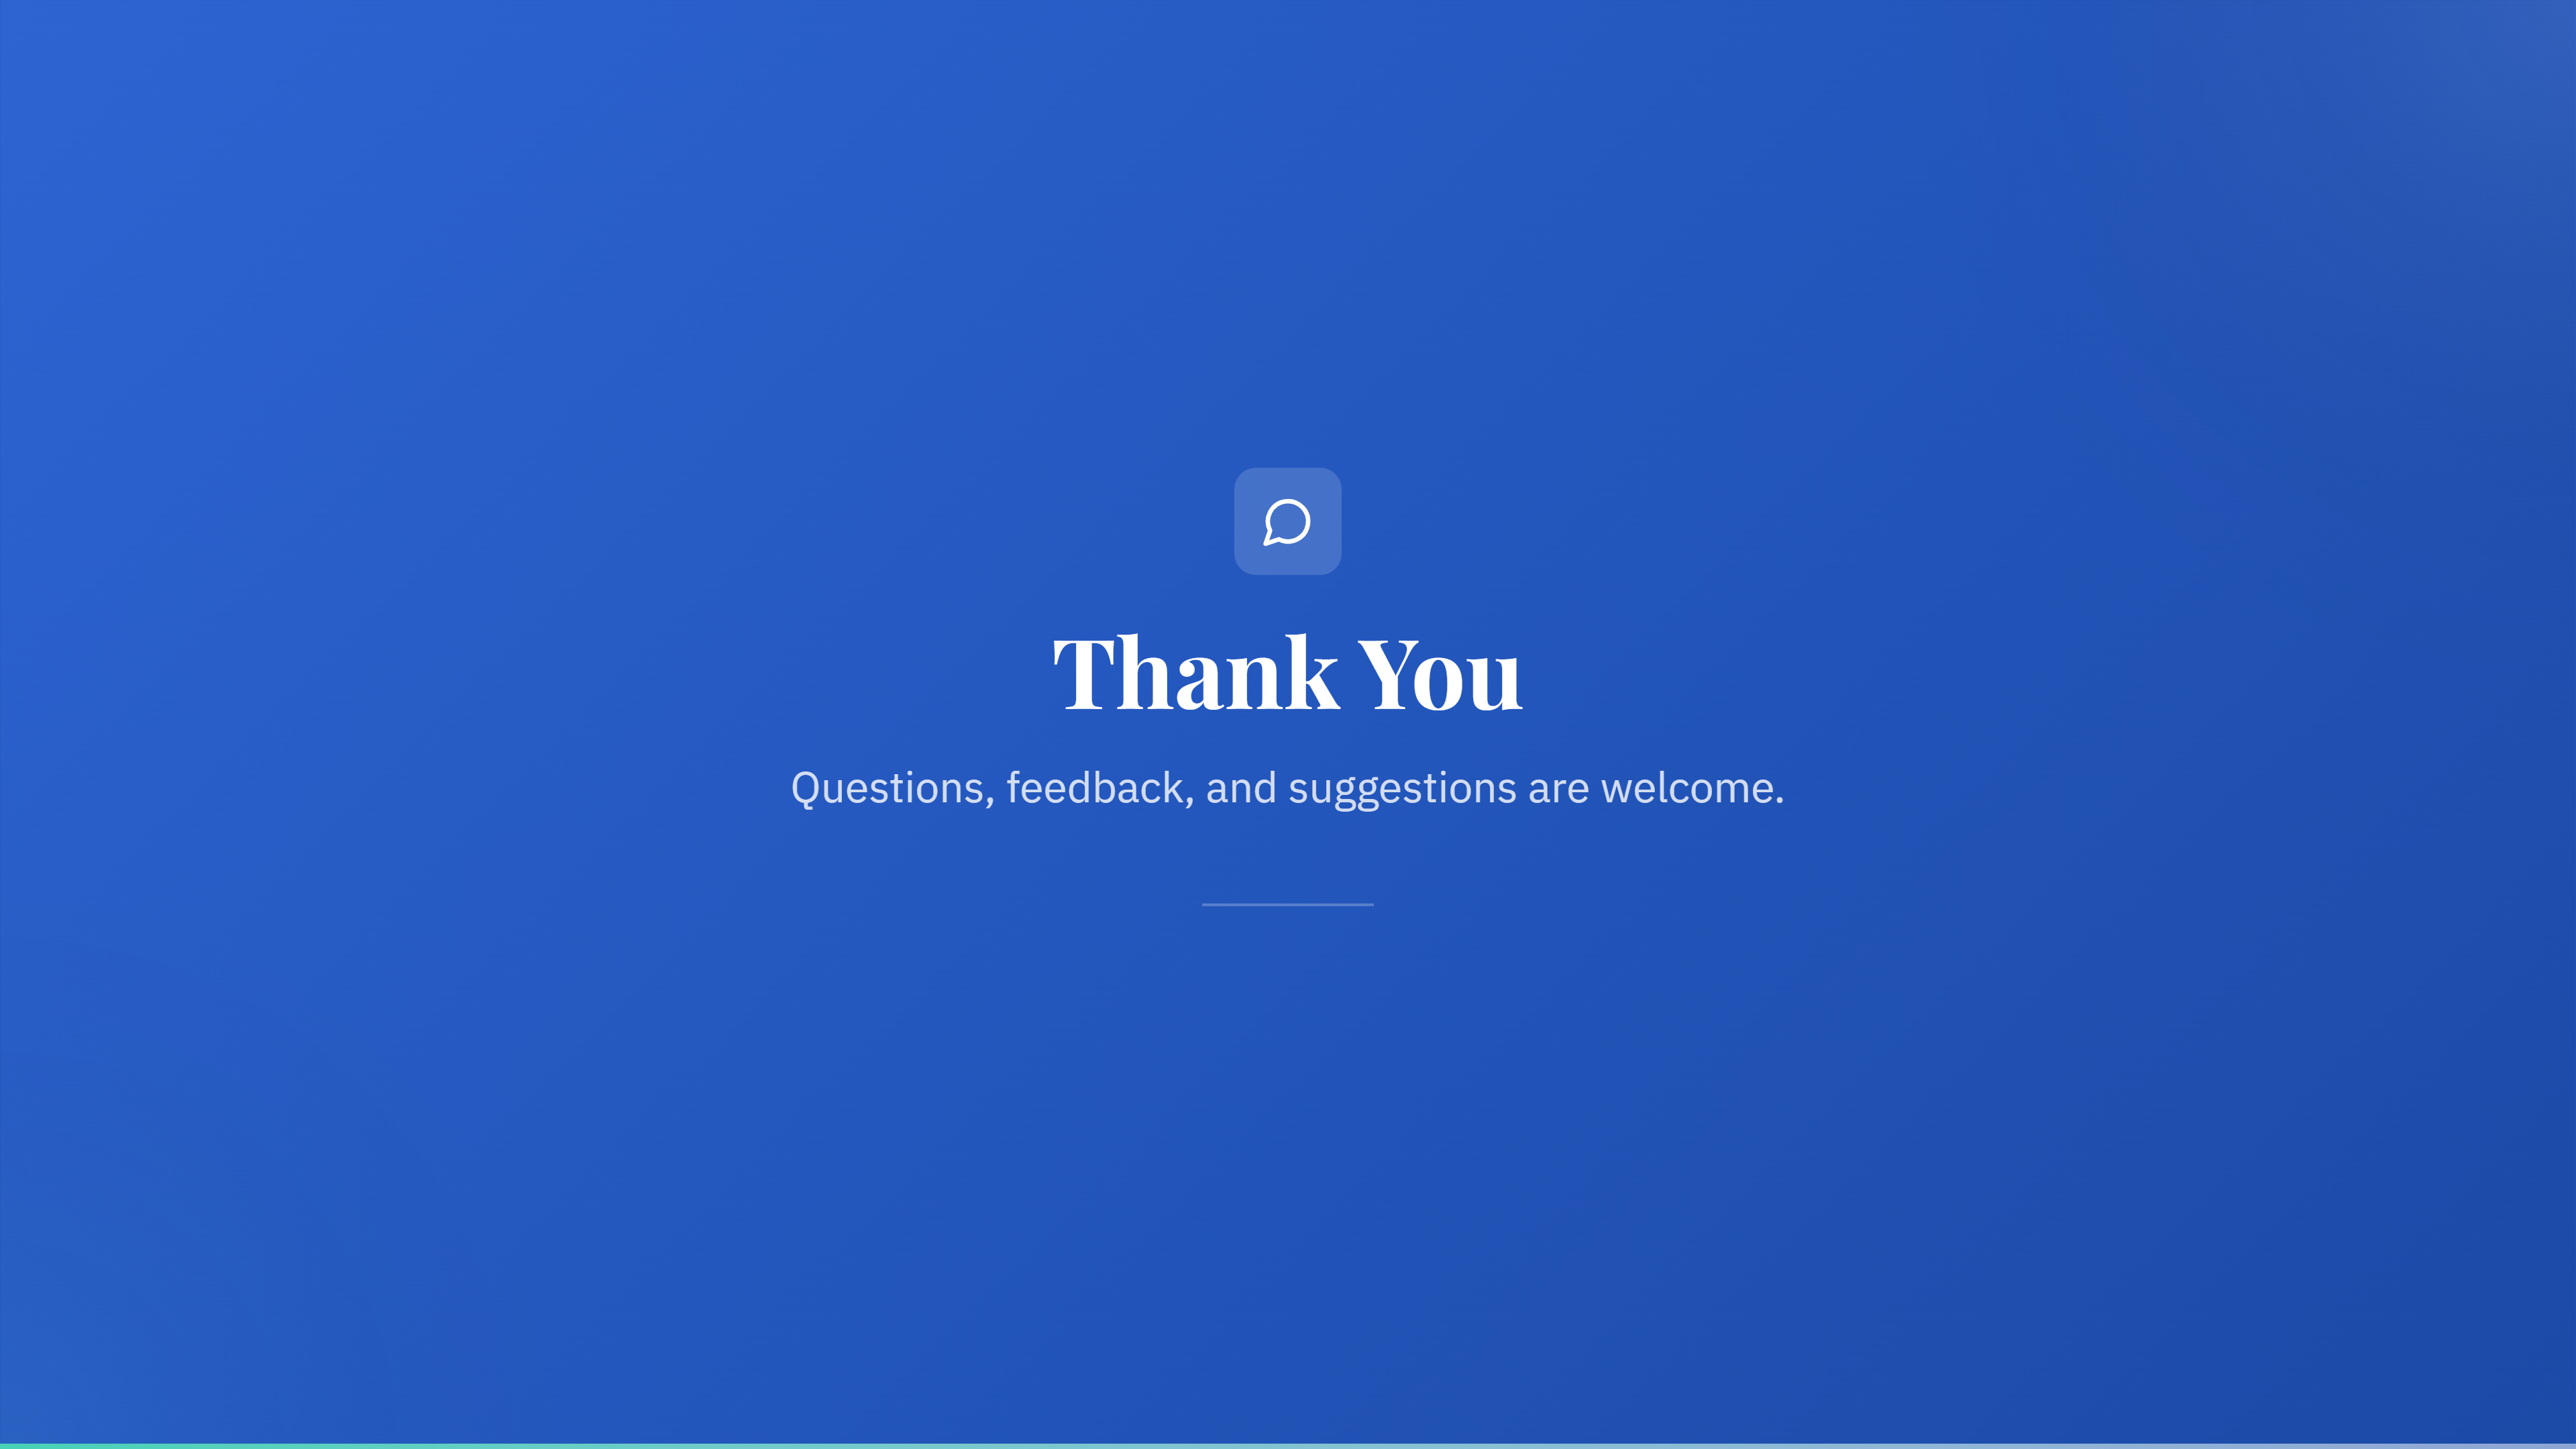 Thank You
Questions, feedback, and suggestions are welcome.